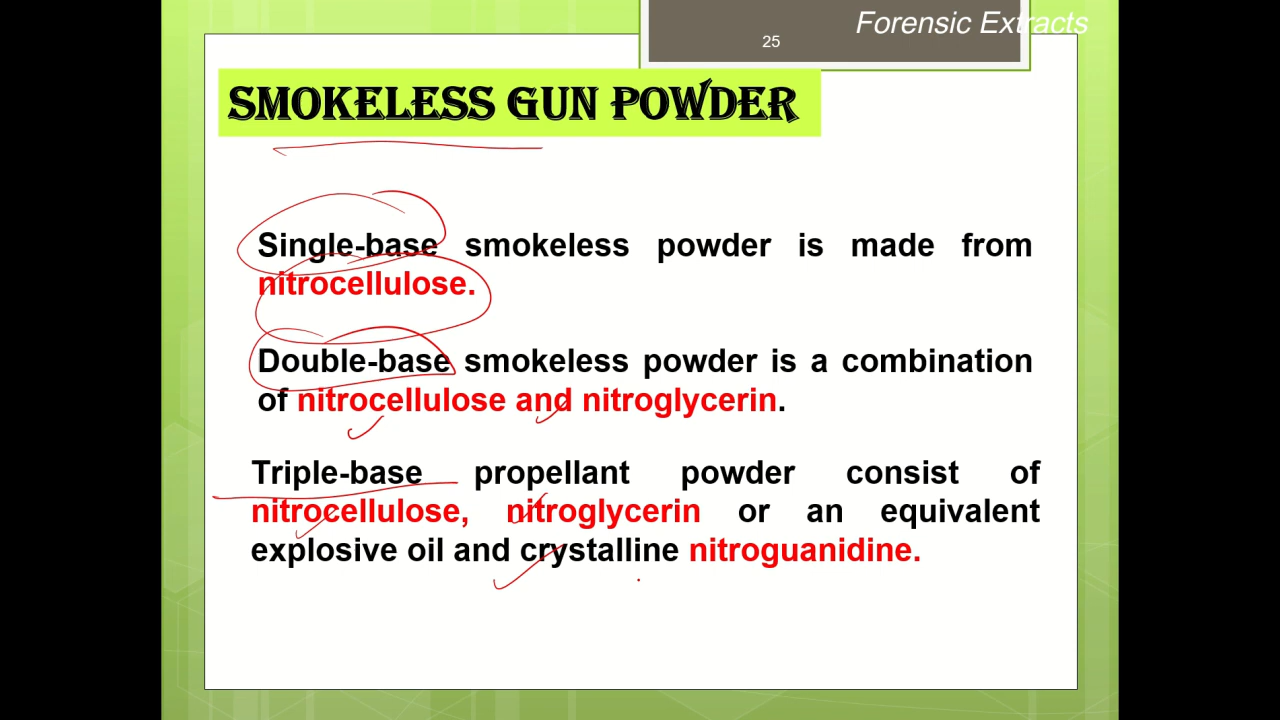 Forensic Extracts
25
SMOKELESS GUN POWDER
Single-base smokeless powder is made from
nitrocellulose.
Double-base smokeless powder is a combination
of nitrocellulose and nitroglycerin.
Triple-base propellant powder consist of
nitrocellulose, nitroglycerin or an equivalent
explosive oil and crystalline nitroguanidine.